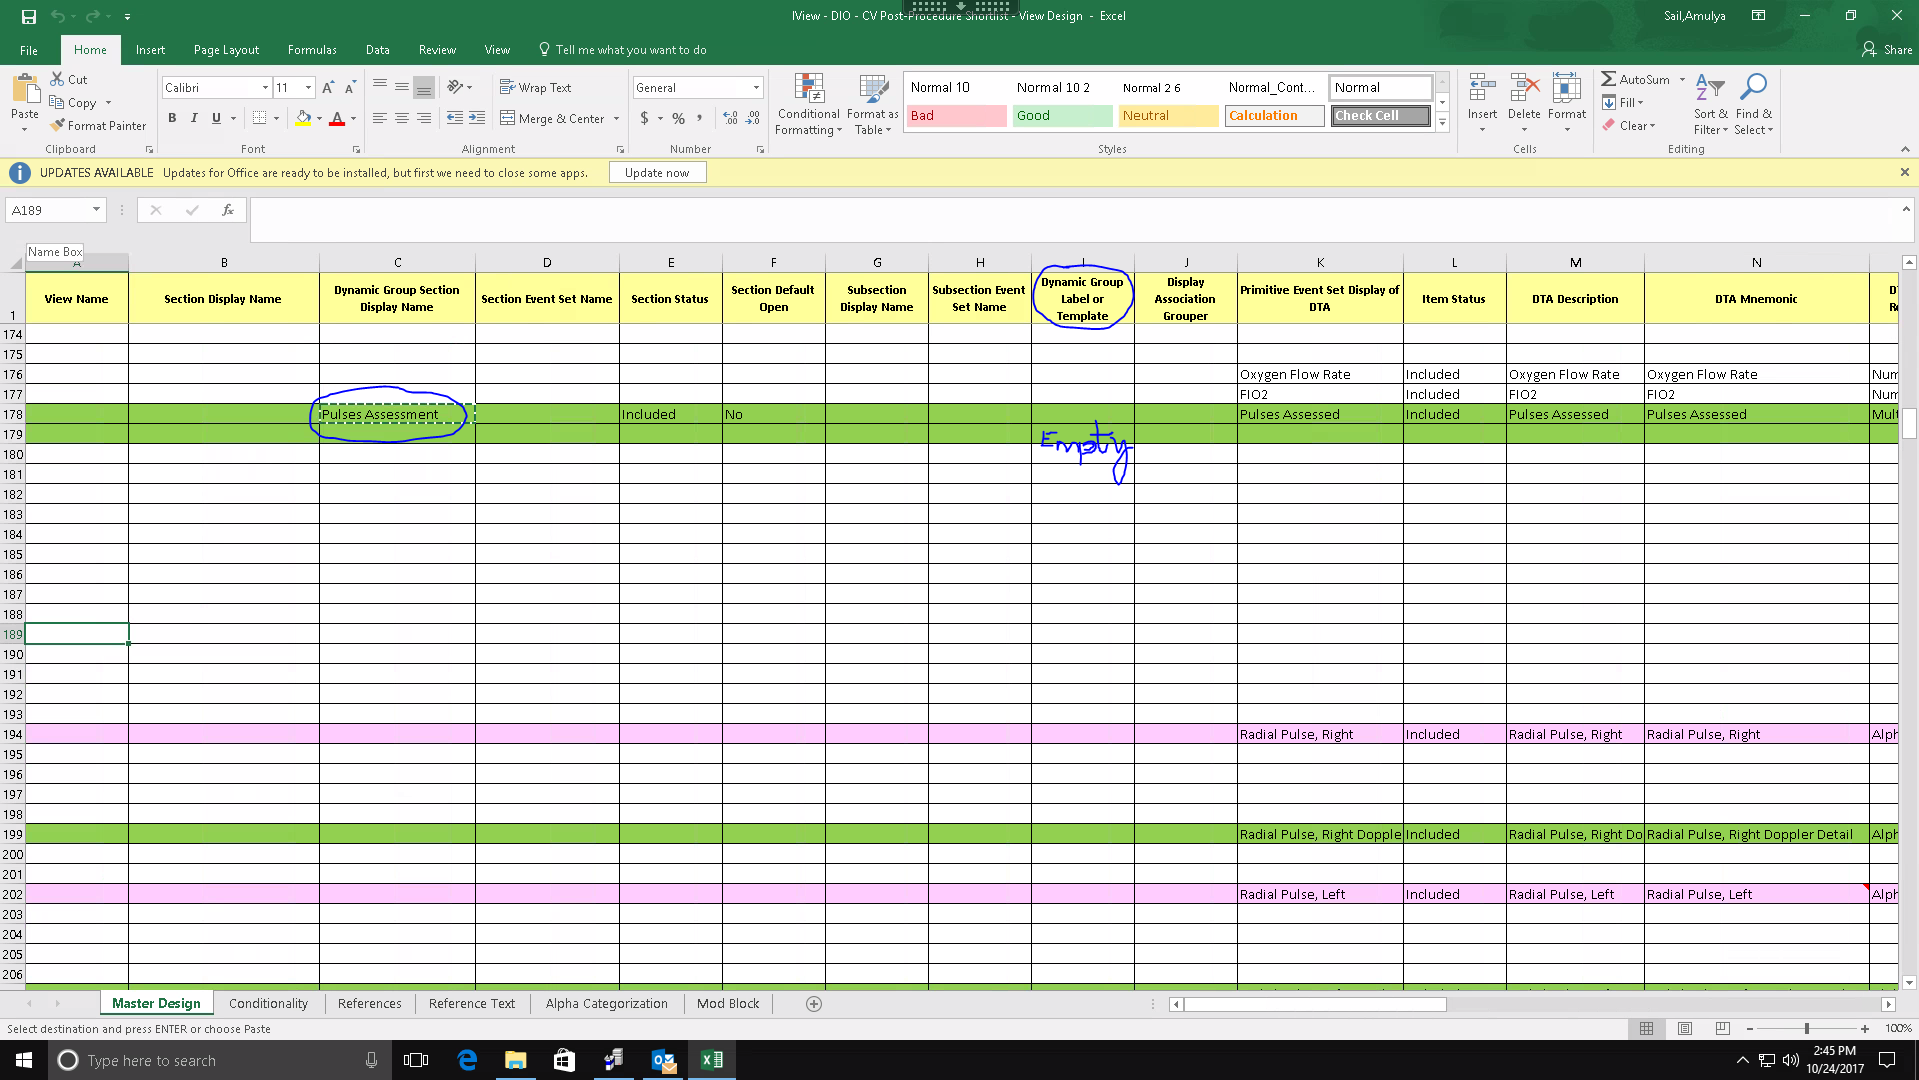 IView - DIO - CV Post-Procedure Shortlist - View Design - Excel
Sail,Amulya
File Home Insert Page Layout Formulas Data Review View Tell me what you want to do
Share
Paste
Cut
Copy
Format Painter
Clipboard
Calibri 11
B I U
Font
Wrap Text
Merge & Center
Alignment
General
$ % ,
Number
Conditional Formatting
Format as Table
Normal 10 Normal 10 2 Normal 2 6 Normal_Cont... Normal
Bad Good Neutral Calculation Check Cell
Styles
Insert Delete Format
Cells
AutoSum
Fill
Clear
Sort & Filter
Find & Select
Editing
UPDATES AVAILABLE Updates for Office are ready to be installed, but first we need to close some apps. Update now
A189
fx
Name Box
A B C D E F G H I J K L M N
1 View Name Section Display Name Dynamic Group Section Display Name Section Event Set Name Section Status Section Default Open Subsection Display Name Subsection Event Set Name Dynamic Group Label or Template Display Association Grouper Primitive Event Set Display of DTA Item Status DTA Description DTA Mnemonic
174
175
176 Oxygen Flow Rate Included Oxygen Flow Rate Oxygen Flow Rate Num
177 FIO2 Included FIO2 FIO2 Num
178 Pulses Assessment Included No Pulses Assessed Included Pulses Assessed Pulses Assessed Mult
179
Empty
180
181
182
183
184
185
186
187
188
189
190
191
192
193
194 Radial Pulse, Right Included Radial Pulse, Right Radial Pulse, Right Alph
195
196
197
198
199 Radial Pulse, Right Dopple Included Radial Pulse, Right Do Radial Pulse, Right Doppler Detail Alph
200
201
202 Radial Pulse, Left Included Radial Pulse, Left Radial Pulse, Left Alph
203
204
205
206
Master Design Conditionality References Reference Text Alpha Categorization Mod Block
Select destination and press ENTER or choose Paste
100%
Type here to search
2:45 PM
10/24/2017